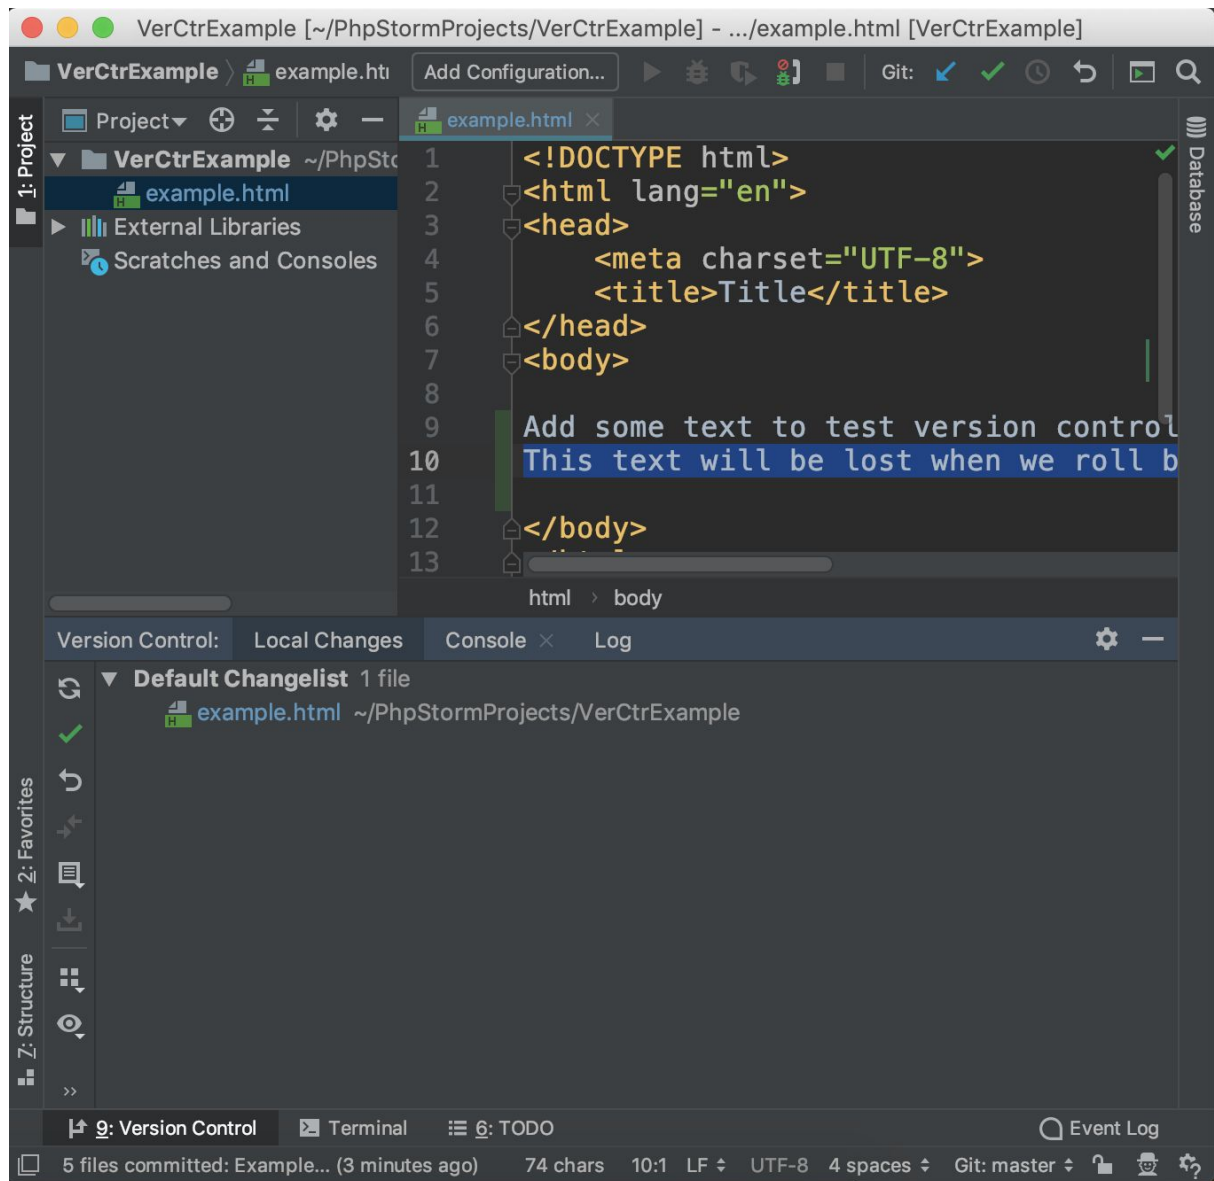 VerCtrExample [~/PhpStormProjects/VerCtrExample] - .../example.html [VerCtrExample]
VerCtrExample example.htı Add Configuration... Git:
1: Project
Project
VerCtrExample ~/PhpSto
example.html
External Libraries
Scratches and Consoles
example.html
1 <!DOCTYPE html>
2 <html lang="en">
3 <head>
4 <meta charset="UTF-8">
5 <title>Title</title>
6 </head>
7 <body>
8
9 Add some text to test version control
10 This text will be lost when we roll b
11
12 </body>
13
html body
Database
Version Control: Local Changes Console Log
Default Changelist 1 file
example.html ~/PhpStormProjects/VerCtrExample
2: Favorites
7: Structure
9: Version Control Terminal 6: TODO Event Log
5 files committed: Example... (3 minutes ago) 74 chars 10:1 LF UTF-8 4 spaces Git: master